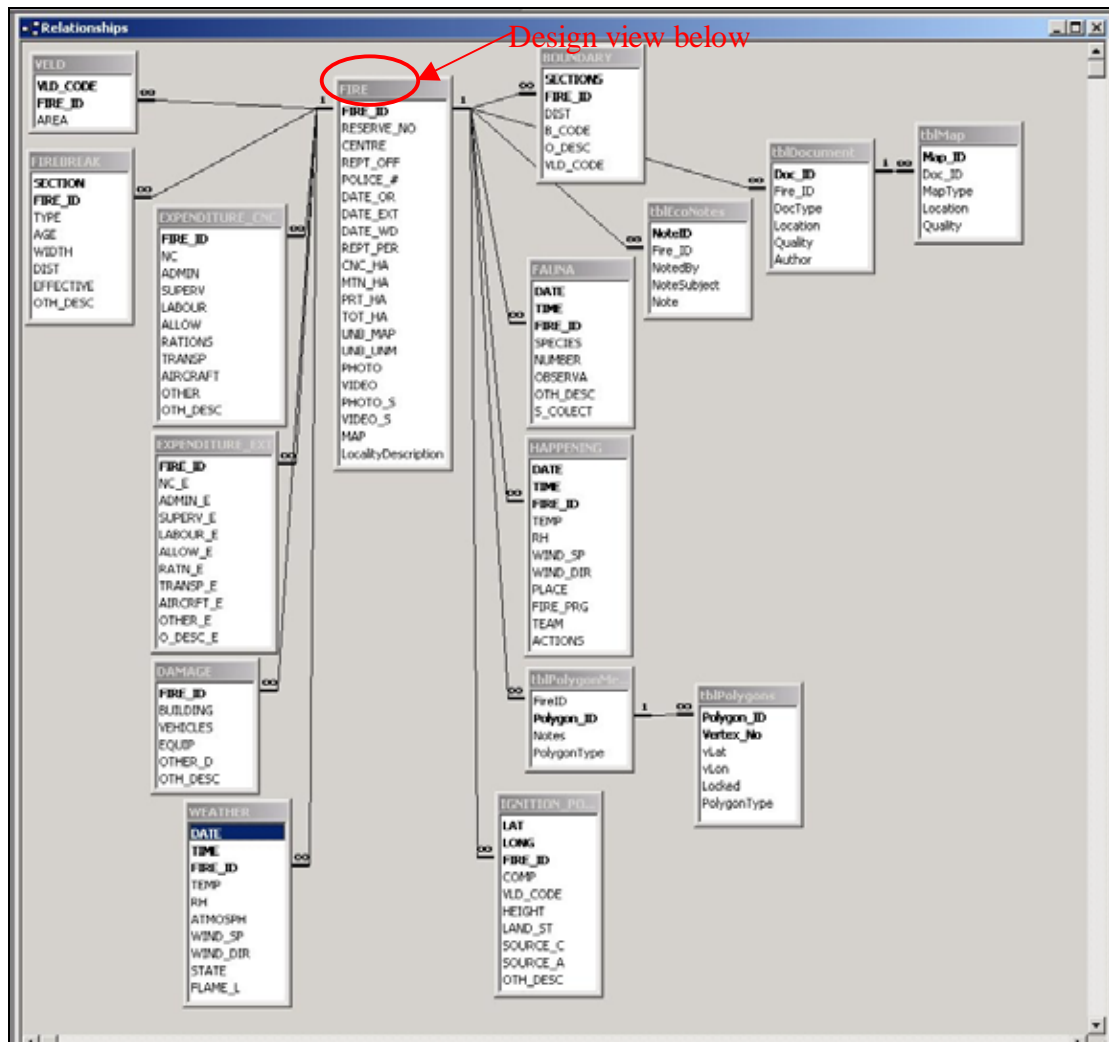 Relationships
Design view below
VELD
VLD_CODE
FIRE_ID
AREA
FIREBREAK
SECTION
FIRE_ID
TYPE
AGE
WIDTH
DIST
EFFECTIVE
OTH_DESC
EXPENDITURE_CNC
FIRE_ID
NC
ADMIN
SUPERV
LABOUR
ALLOW
RATIONS
TRANSP
AIRCRAFT
OTHER
OTH_DESC
EXPENDITURE_EXT
FIRE_ID
NC_E
ADMIN_E
SUPERV_E
LABOUR_E
ALLOW_E
RATN_E
TRANSP_E
AIRCRFT_E
OTHER_E
O_DESC_E
DAMAGE
FIRE_ID
BUILDING
VEHICLES
EQUIP
OTHER_D
OTH_DESC
WEATHER
DATE
TIME
FIRE_ID
TEMP
RH
ATMOSPH
WIND_SP
WIND_DIR
STATE
FLAME_L
FIRE
FIRE_ID
RESERVE_NO
CENTRE
REPT_OFF
POLICE_#
DATE_OR
DATE_EXT
DATE_WD
REPT_PER
CNC_HA
MTN_HA
PRT_HA
TOT_HA
UNB_MAP
UNB_UNM
PHOTO
VIDEO
PHOTO_S
VIDEO_S
MAP
LocalityDescription
BOUNDARY
SECTIONS
FIRE_ID
DIST
B_CODE
O_DESC
VLD_CODE
tblEcoNotes
NoteID
Fire_ID
NotedBy
NoteSubject
Note
tblDocument
Doc_ID
Fire_ID
DocType
Location
Quality
Author
tblMap
Map_ID
Doc_ID
MapType
Location
Quality
FAUNA
DATE
TIME
FIRE_ID
SPECIES
NUMBER
OBSERVA
OTH_DESC
S_COLECT
HAPPENING
DATE
TIME
FIRE_ID
TEMP
RH
WIND_SP
WIND_DIR
PLACE
FIRE_PRG
TEAM
ACTIONS
tblPolygonMe...
FireID
Polygon_ID
Notes
PolygonType
tblPolygons
Polygon_ID
Vertex_No
vLat
vLon
Locked
PolygonType
IGNITION_PO...
LAT
LONG
FIRE_ID
COMP
VLD_CODE
HEIGHT
LAND_ST
SOURCE_C
SOURCE_A
OTH_DESC
1 ∞
1 ∞
1 ∞
1 ∞
∞
∞
∞
∞
∞
∞
∞
∞
∞